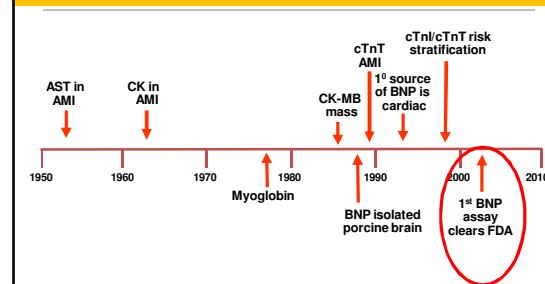 cTnI/cTnT risk
stratification
cTnT
AMI
1⁰ source
of BNP is
cardiac
AST in
AMI
CK in
AMI
CK-MB
mass
1950
1960
1970
1980
1990
2000
2010
Myoglobin
BNP isolated
porcine brain
1st BNP
assay
clears FDA